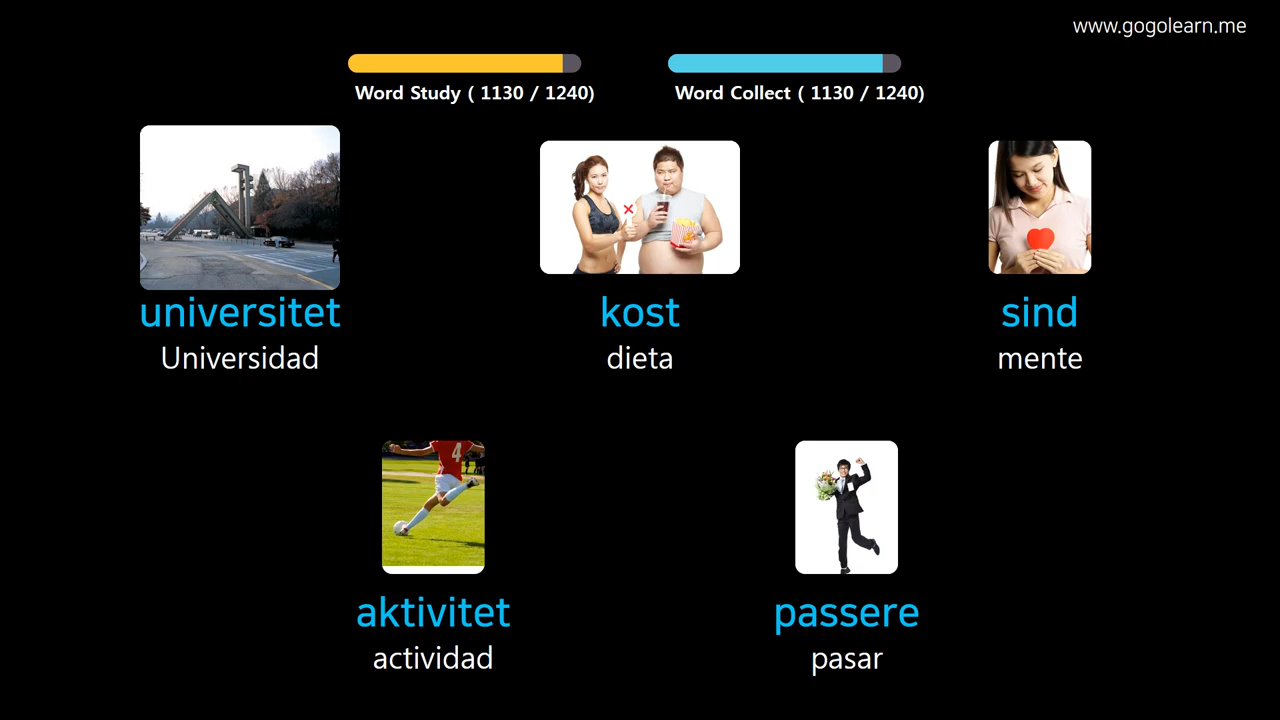 www.gogolearn.me
Word Study ( 1130 / 1240)
Word Collect ( 1130 / 1240)
universitet
Universidad
kost
dieta
sind
mente
4
aktivitet
actividad
passere
pasar